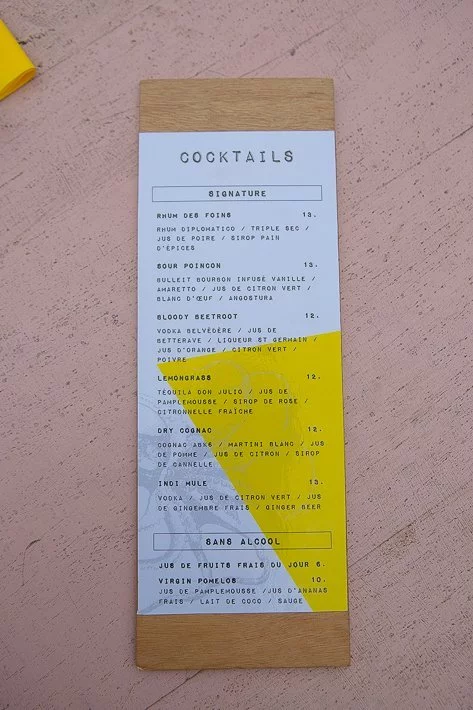 COCKTAILS
SIGNATURE
RHUM DES FOINS 13.
RHUM DIPLOMATICO / TRIPLE SEC /
JUS DE POIRE / SIROP PAIN
D'ÉPICES
SOUR POINCON 13.
BULLEIT BOURBON INFUSÉ VANILLE /
AMARETTO / JUS DE CITRON VERT /
BLANC D'ŒUF / ANGOSTURA
BLOODY BEETROOT 12.
VODKA BELVÉDÈRE / JUS DE
BETTERAVE / LIQUEUR ST GERMAIN /
JUS D'ORANGE / CITRON VERT /
POIVRE
LEMONGRASS 12.
TÉQUILA DON JULIO / JUS DE
PAMPLEMOUSSE / SIROP DE ROSE /
CITRONNELLE FRAÎCHE
DRY COGNAC 12.
COGNAC ABK6 / MARTINI BLANC / JUS
DE POMME / JUS DE CITRON / SIROP
DE CANNELLE
INDI MULE 13.
VODKA / JUS DE CITRON VERT / JUS
DE GINGEMBRE FRAIS / GINGER BEER
SANS ALCOOL
JUS DE FRUITS FRAIS DU JOUR 6.
VIRGIN POMELOS 10.
JUS DE PAMPLEMOUSSE /JUS D'ANANAS
FRAIS / LAIT DE COCO / SAUGE